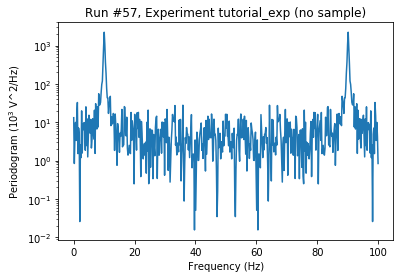 Run #57, Experiment tutorial_exp (no sample)
Periodogram (10³ V^2/Hz)
10³
10²
10¹
10⁰
10⁻¹
10⁻²
0 20 40 60 80 100
Frequency (Hz)